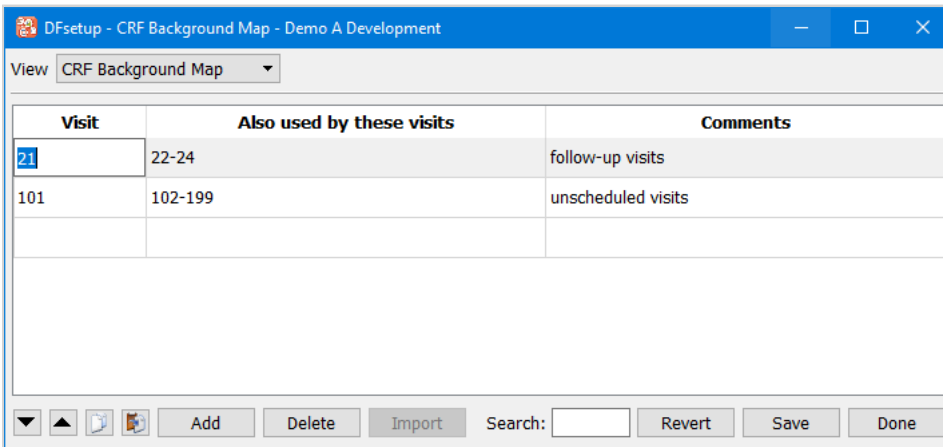 DFsetup - CRF Background Map - Demo A Development
View CRF Background Map
Visit Also used by these visits Comments
21 22-24 follow-up visits
101 102-199 unscheduled visits
Add Delete Import Search: Revert Save Done